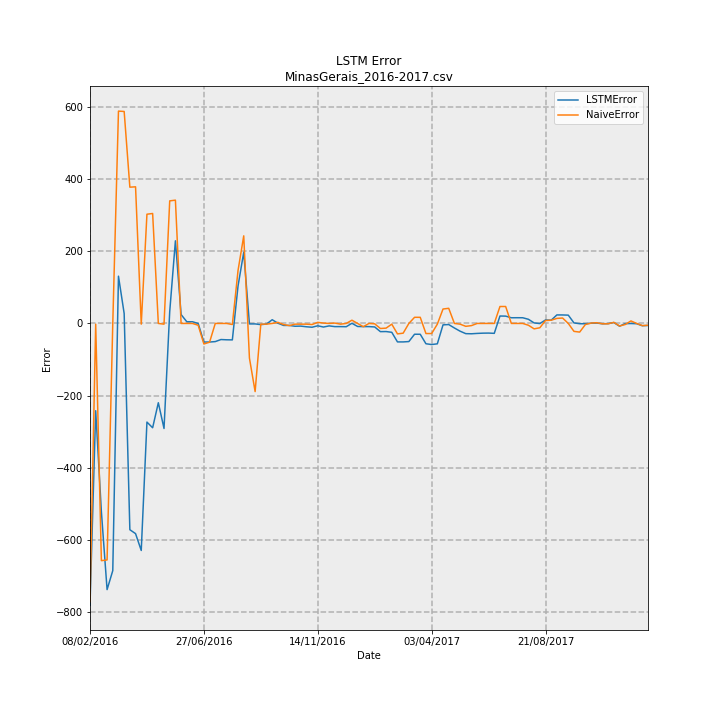 LSTM Error
MinasGerais_2016-2017.csv
LSTMError
NaiveError
600
400
200
0
−200
−400
−600
−800
Error
08/02/2016
27/06/2016
14/11/2016
03/04/2017
21/08/2017
Date